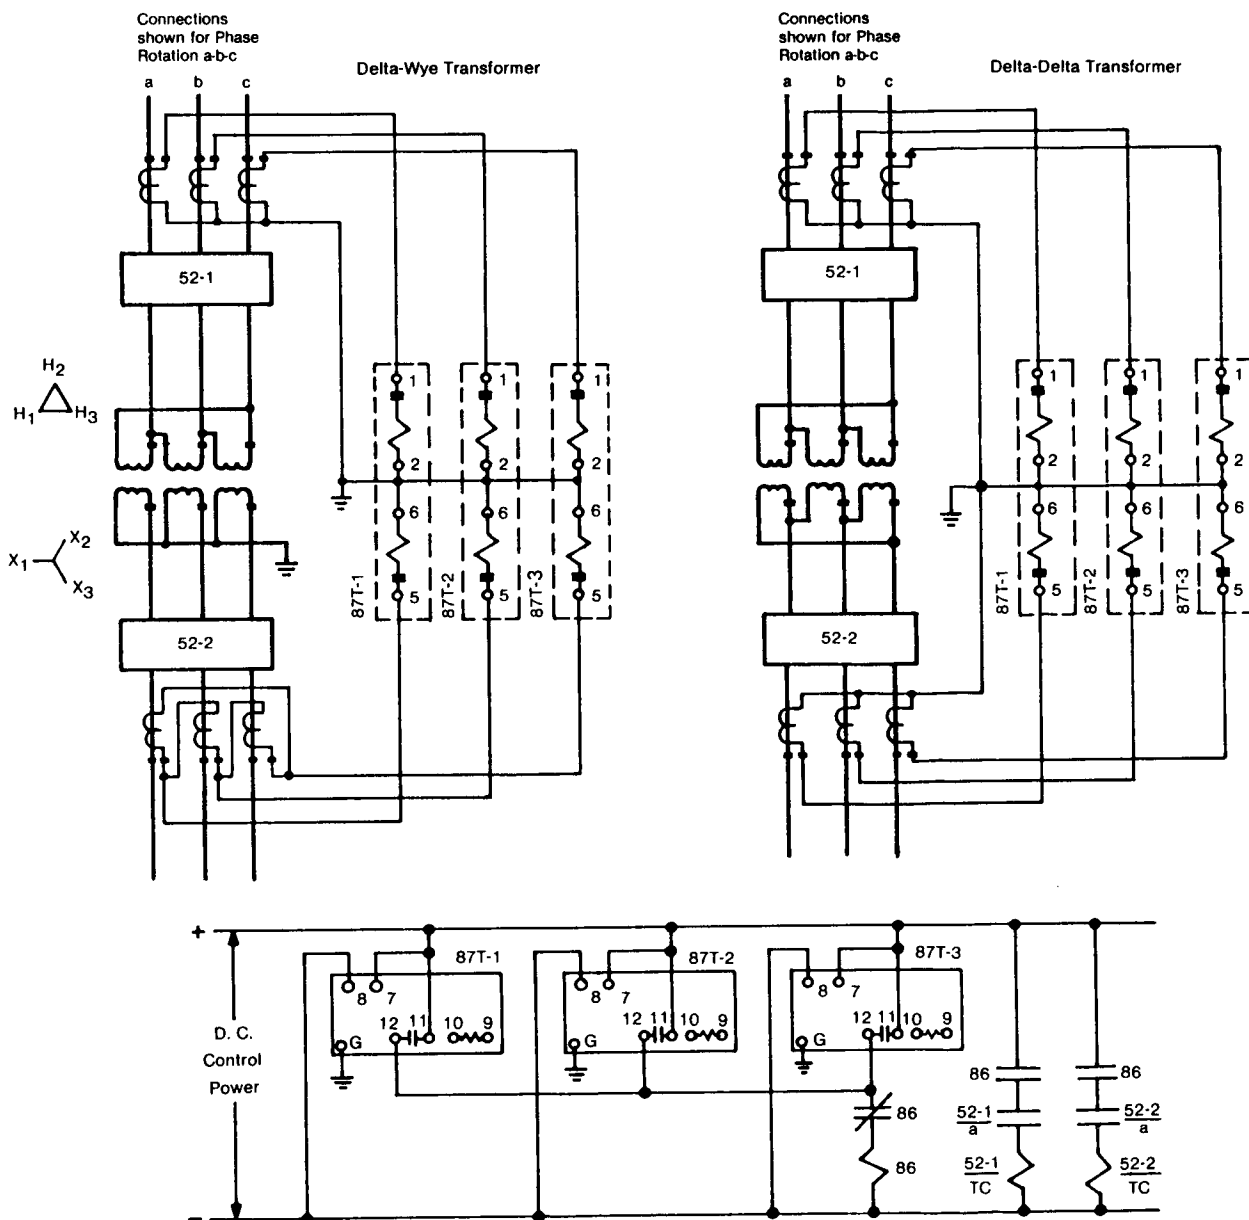 Connections
shown for Phase
Rotation a-b-c
a b c
Delta-Wye Transformer
52-1
H2
H1 H3
X1 X2
X3
52-2
1 1 1
2 2 2
6 6 6
5 5 5
87T-1 87T-2 87T-3
Connections
shown for Phase
Rotation a-b-c
a b c
Delta-Delta Transformer
52-1
52-2
1 1 1
2 2 2
6 6 6
5 5 5
87T-1 87T-2 87T-3
+
D. C.
Control
Power
-
87T-1
8 7
12 11 10 9
G
87T-2
8 7
12 11 10 9
G
87T-3
8 7
12 11 10 9
G
86
86
86
52-1
a
52-1
TC
86
52-2
a
52-2
TC